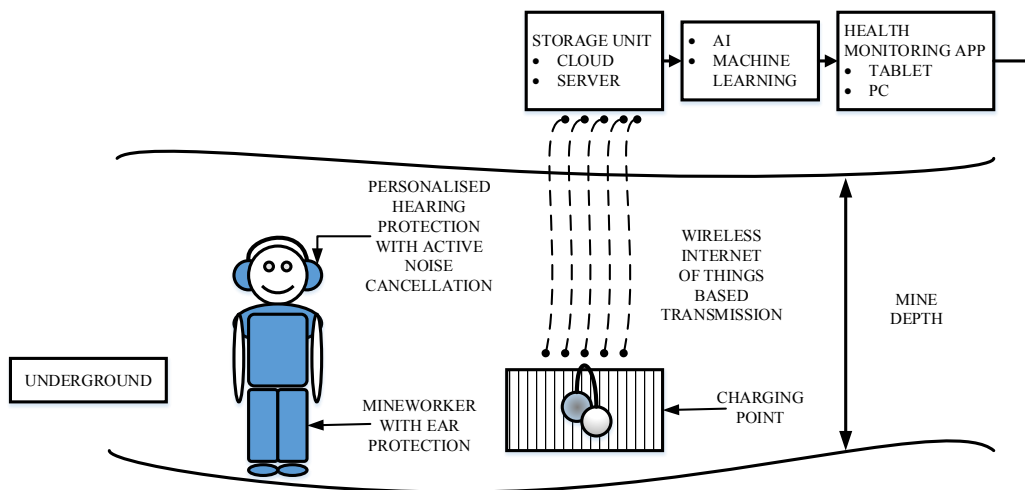 STORAGE UNIT
• CLOUD
• SERVER
• AI
• MACHINE
LEARNING
HEALTH
MONITORING APP
• TABLET
• PC
PERSONALISED
HEARING
PROTECTION
WITH ACTIVE
NOISE
CANCELLATION
WIRELESS
INTERNET
OF THINGS
BASED
TRANSMISSION
MINE
DEPTH
UNDERGROUND
MINEWORKER
WITH EAR
PROTECTION
CHARGING
POINT